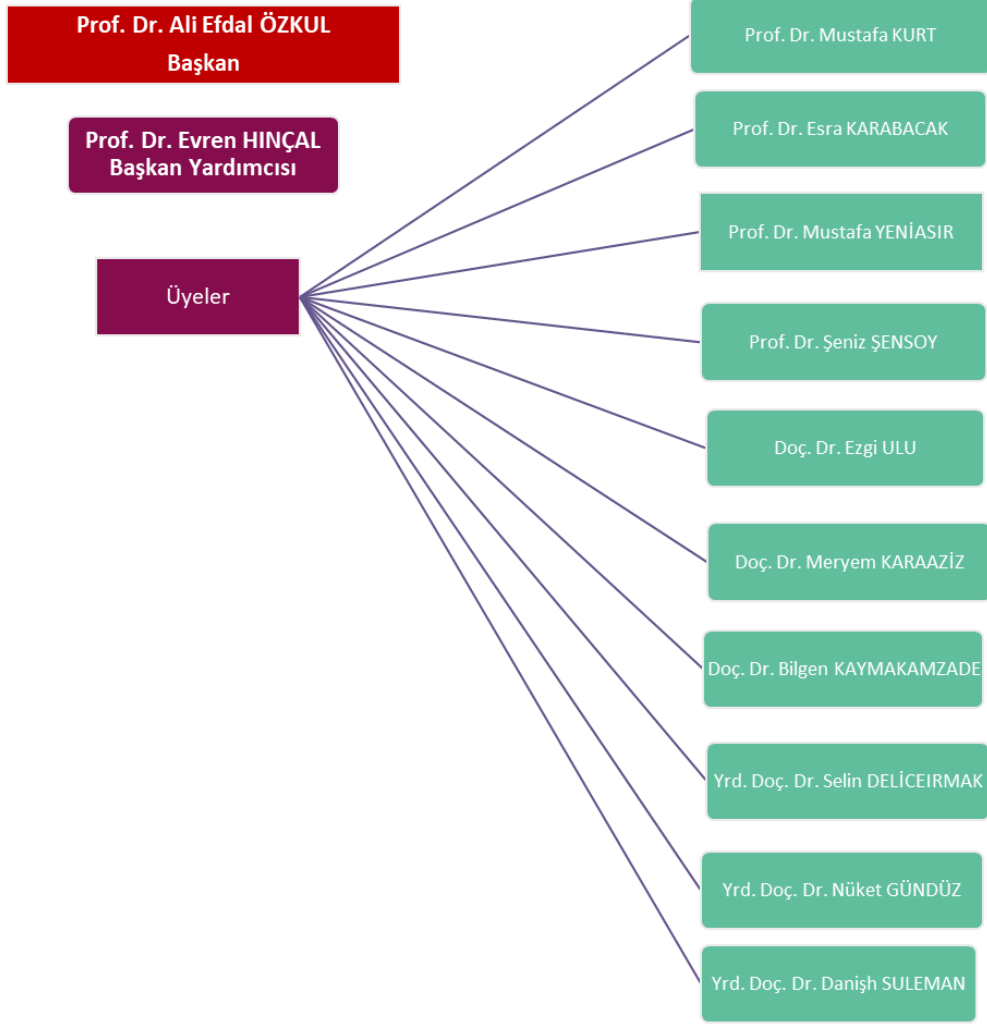 Prof. Dr. Ali Efdal ÖZKUL
Başkan
Prof. Dr. Evren HINÇAL
Başkan Yardımcısı
Üyeler
Prof. Dr. Mustafa KURT
Prof. Dr. Esra KARABACAK
Prof. Dr. Mustafa YENİASIR
Prof. Dr. Şeniz ŞENSOY
Doç. Dr. Ezgi ULU
Doç. Dr. Meryem KARAAZİZ
Doç. Dr. Bilgen KAYMAKAMZADE
Yrd. Doç. Dr. Selin DELİCEIRMAK
Yrd. Doç. Dr. Nüket GÜNDÜZ
Yrd. Doç. Dr. Danişh SULEMAN